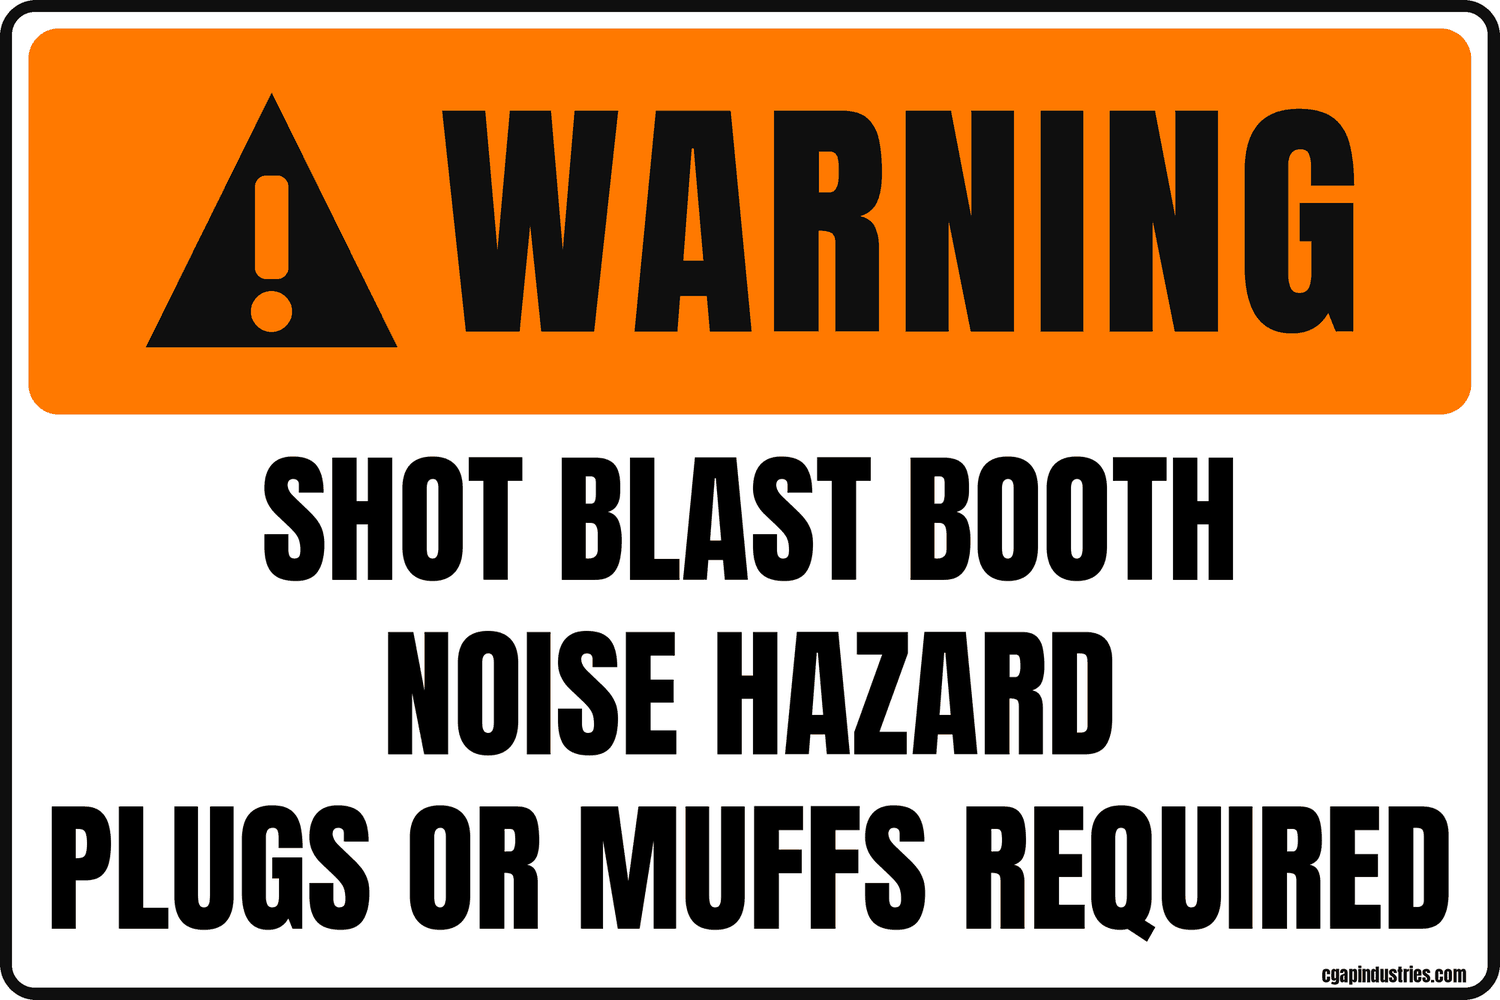 WARNING
SHOT BLAST BOOTH
NOISE HAZARD
PLUGS OR MUFFS REQUIRED
cgapindustries.com